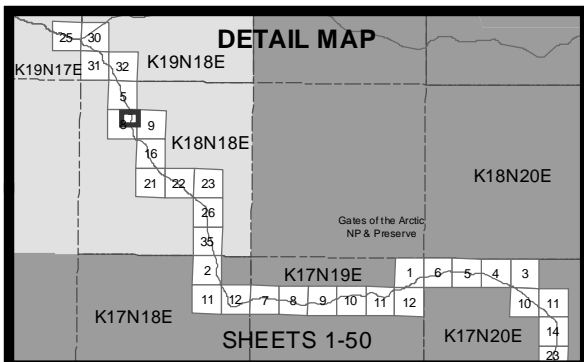 25 30 DETAIL MAP
31 32 K19N18E
K19N17E
5
8 9
K18N18E
16
21 22 23 K18N20E
26
Gates of the Arctic
NP & Preserve
35
2 K17N19E 1 6 5 4 3
11 12 7 8 9 10 11 12 10 11
K17N18E
SHEETS 1-50 K17N20E 14
23